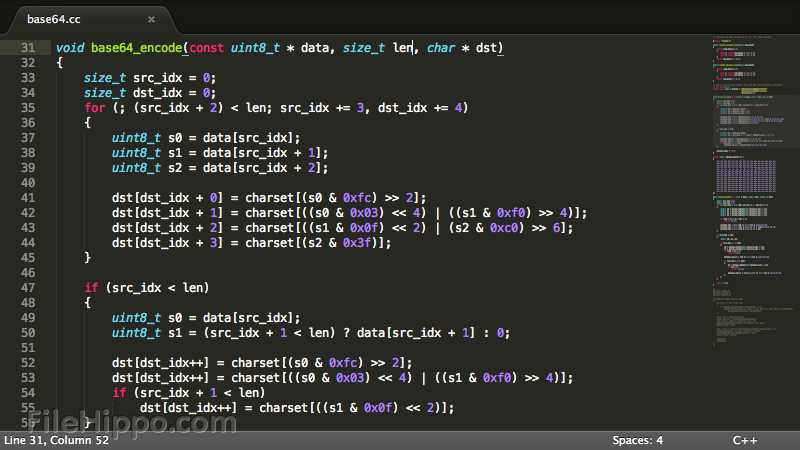 base64.cc ×
31 void base64_encode(const uint8_t * data, size_t len, char * dst)
32 {
33 size_t src_idx = 0;
34 size_t dst_idx = 0;
35 for (; (src_idx + 2) < len; src_idx += 3, dst_idx += 4)
36 {
37 uint8_t s0 = data[src_idx];
38 uint8_t s1 = data[src_idx + 1];
39 uint8_t s2 = data[src_idx + 2];
40
41 dst[dst_idx + 0] = charset[(s0 & 0xfc) >> 2];
42 dst[dst_idx + 1] = charset[((s0 & 0x03) << 4) | ((s1 & 0xf0) >> 4)];
43 dst[dst_idx + 2] = charset[((s1 & 0x0f) << 2) | (s2 & 0xc0) >> 6];
44 dst[dst_idx + 3] = charset[(s2 & 0x3f)];
45 }
46
47 if (src_idx < len)
48 {
49 uint8_t s0 = data[src_idx];
50 uint8_t s1 = (src_idx + 1 < len) ? data[src_idx + 1] : 0;
51
52 dst[dst_idx++] = charset[(s0 & 0xfc) >> 2];
53 dst[dst_idx++] = charset[((s0 & 0x03) << 4) | ((s1 & 0xf0) >> 4)];
54 if (src_idx + 1 < len)
55 dst[dst_idx++] = charset[((s1 & 0x0f) << 2)];
56 }
FileHippo.com
Line 31, Column 52 Spaces: 4 C++